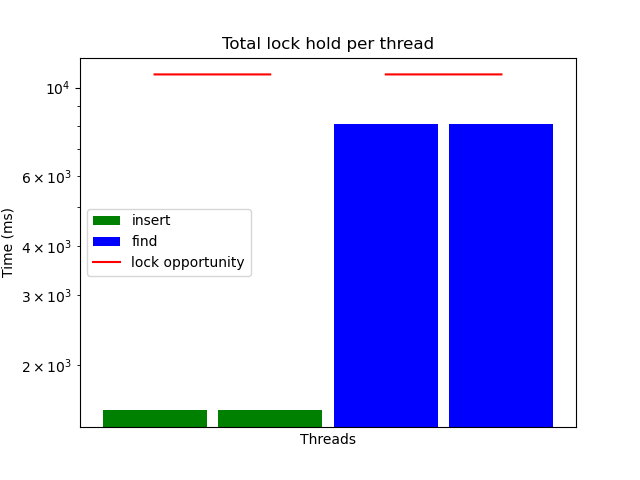 Total lock hold per thread
10⁴
6 × 10³
4 × 10³
3 × 10³
2 × 10³
Time (ms)
insert
find
lock opportunity
Threads